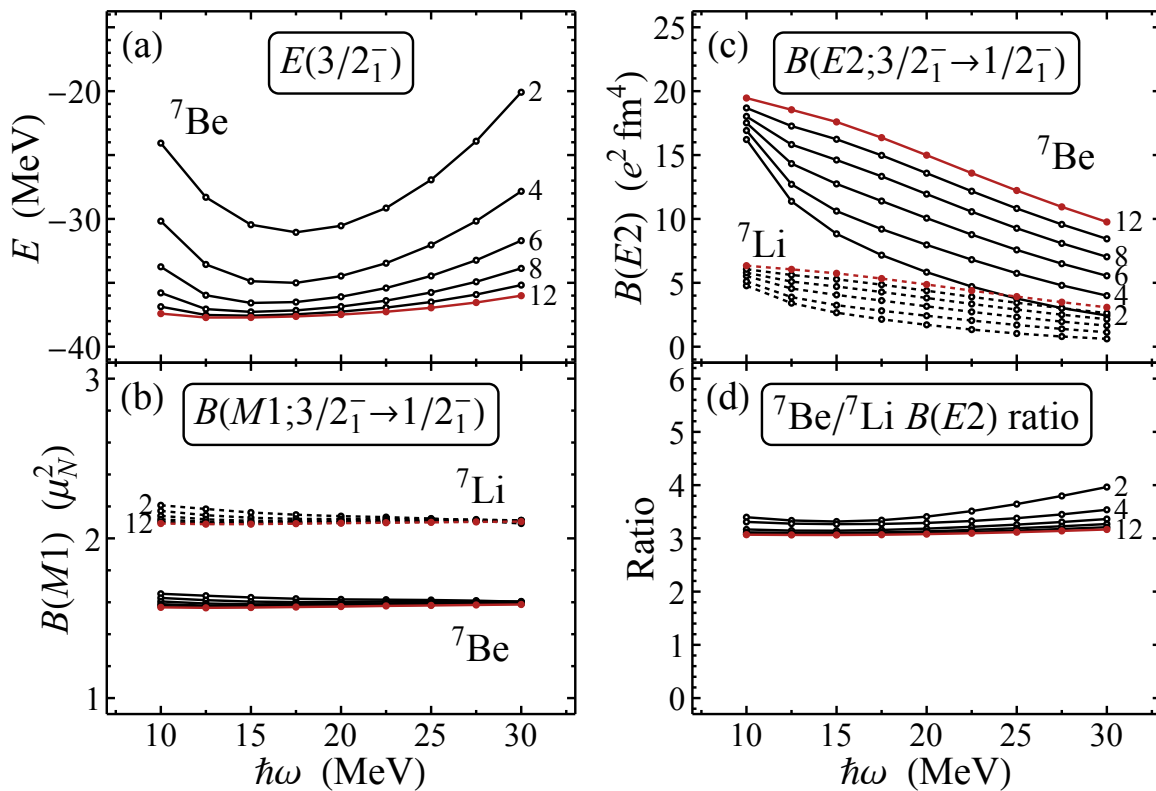 (a)
E(3/2₁⁻)
⁷Be
−20
−30
−40
E (MeV)
2
4
6
8
12
(c)
B(E2;3/2₁⁻→1/2₁⁻)
25
20
15
10
5
0
B(E2) (e² fm⁴)
⁷Be
⁷Li
12
8
6
4
2
(b)
B(M1;3/2₁⁻→1/2₁⁻)
3
2
1
B(M1) (μ_N²)
⁷Li
2
12
⁷Be
10 15 20 25 30
ħω (MeV)
(d)
⁷Be/⁷Li B(E2) ratio
6
5
4
3
2
1
0
Ratio
2
4
12
10 15 20 25 30
ħω (MeV)